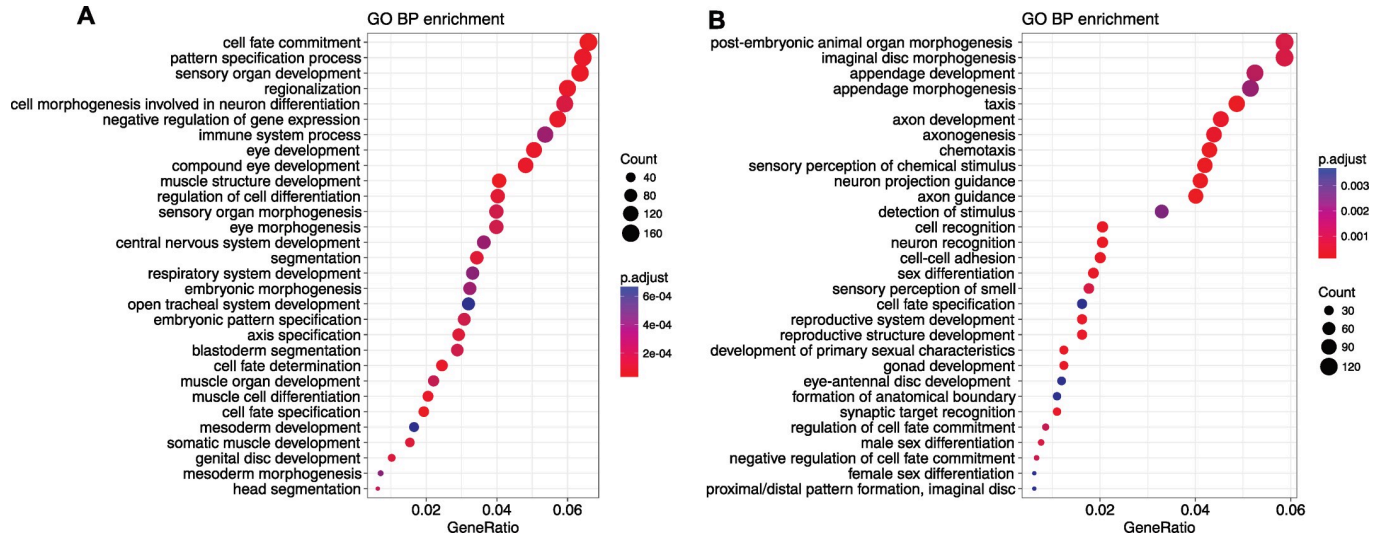 A
GO BP enrichment
cell fate commitment
pattern specification process
sensory organ development
regionalization
cell morphogenesis involved in neuron differentiation
negative regulation of gene expression
immune system process
eye development
compound eye development
muscle structure development
regulation of cell differentiation
sensory organ morphogenesis
eye morphogenesis
central nervous system development
segmentation
respiratory system development
embryonic morphogenesis
open tracheal system development
embryonic pattern specification
axis specification
blastoderm segmentation
cell fate determination
muscle organ development
muscle cell differentiation
cell fate specification
mesoderm development
somatic muscle development
genital disc development
mesoderm morphogenesis
head segmentation
0.02 0.04 0.06
GeneRatio
Count
40
80
120
160
p.adjust
6e-04
4e-04
2e-04
B
GO BP enrichment
post-embryonic animal organ morphogenesis
imaginal disc morphogenesis
appendage development
appendage morphogenesis
taxis
axon development
axonogenesis
chemotaxis
sensory perception of chemical stimulus
neuron projection guidance
axon guidance
detection of stimulus
cell recognition
neuron recognition
cell-cell adhesion
sex differentiation
sensory perception of smell
cell fate specification
reproductive system development
reproductive structure development
development of primary sexual characteristics
gonad development
eye-antennal disc development
formation of anatomical boundary
synaptic target recognition
regulation of cell fate commitment
male sex differentiation
negative regulation of cell fate commitment
female sex differentiation
proximal/distal pattern formation, imaginal disc
0.02 0.04 0.06
GeneRatio
p.adjust
0.003
0.002
0.001
Count
30
60
90
120